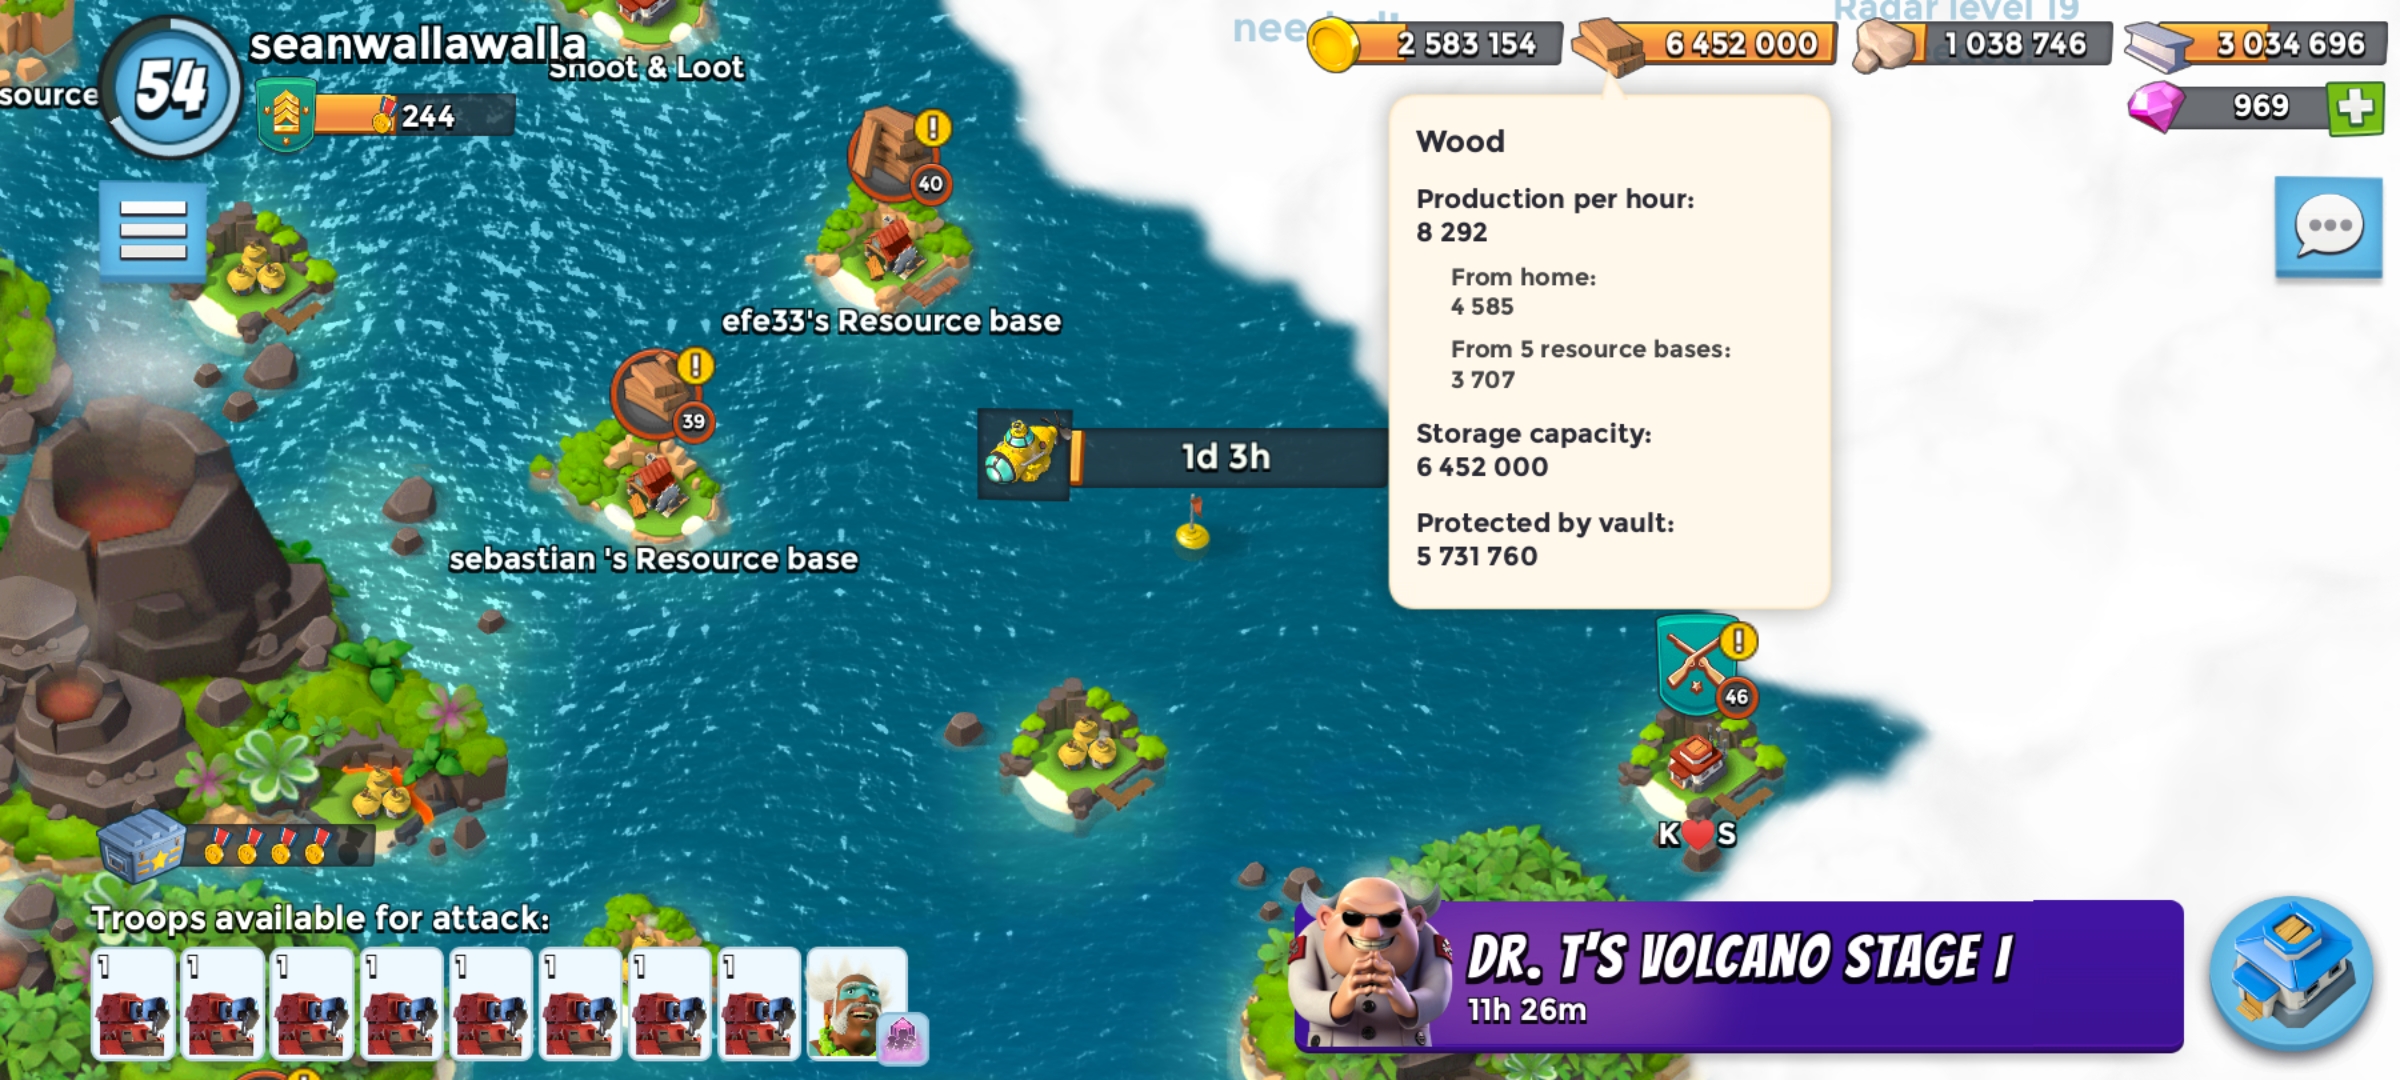 Radar level 19
2 583 154
6 452 000
1 038 746
3 034 696
seanwallawalla
54
Shoot & Loot
source
244
969
Wood
Production per hour:
8 292
From home:
4 585
From 5 resource bases:
3 707
Storage capacity:
6 452 000
Protected by vault:
5 731 760
40
efe33's Resource base
39
1d 3h
sebastian 's Resource base
46
K❤️S
Troops available for attack:
1 1 1 1 1 1 1 1
DR. T'S VOLCANO STAGE I
11h 26m